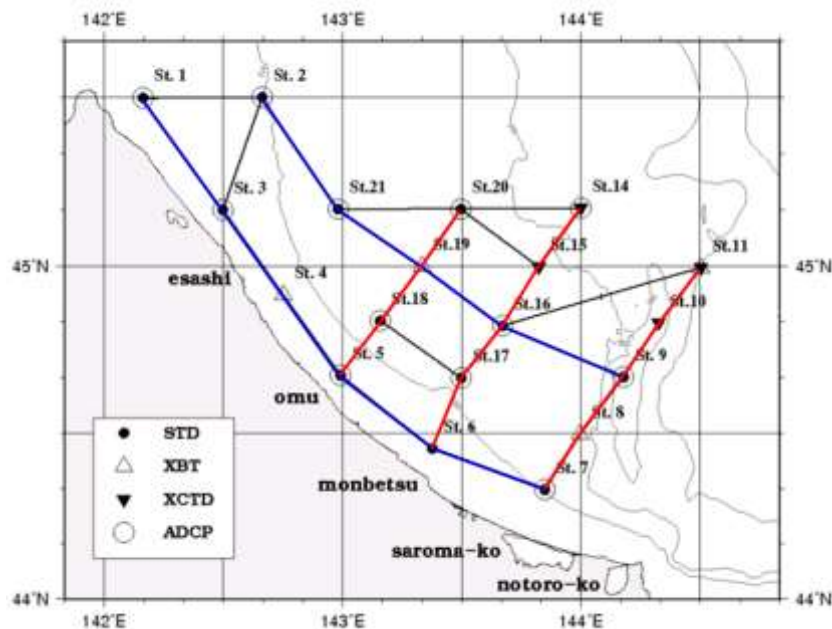 142°E 143°E 144°E
St. 1 St. 2
St. 3 St.21 St.20 St.14
St.19 St.15 St.11
45°N 45°N
esashi St. 4 St.18 St.16 St.10
St. 5 St.17 St. 9
omu St. 6 St. 8
STD
XBT monbetsu St. 7
XCTD
ADCP saroma-ko
notoro-ko
44°N 44°N
142°E 143°E 144°E